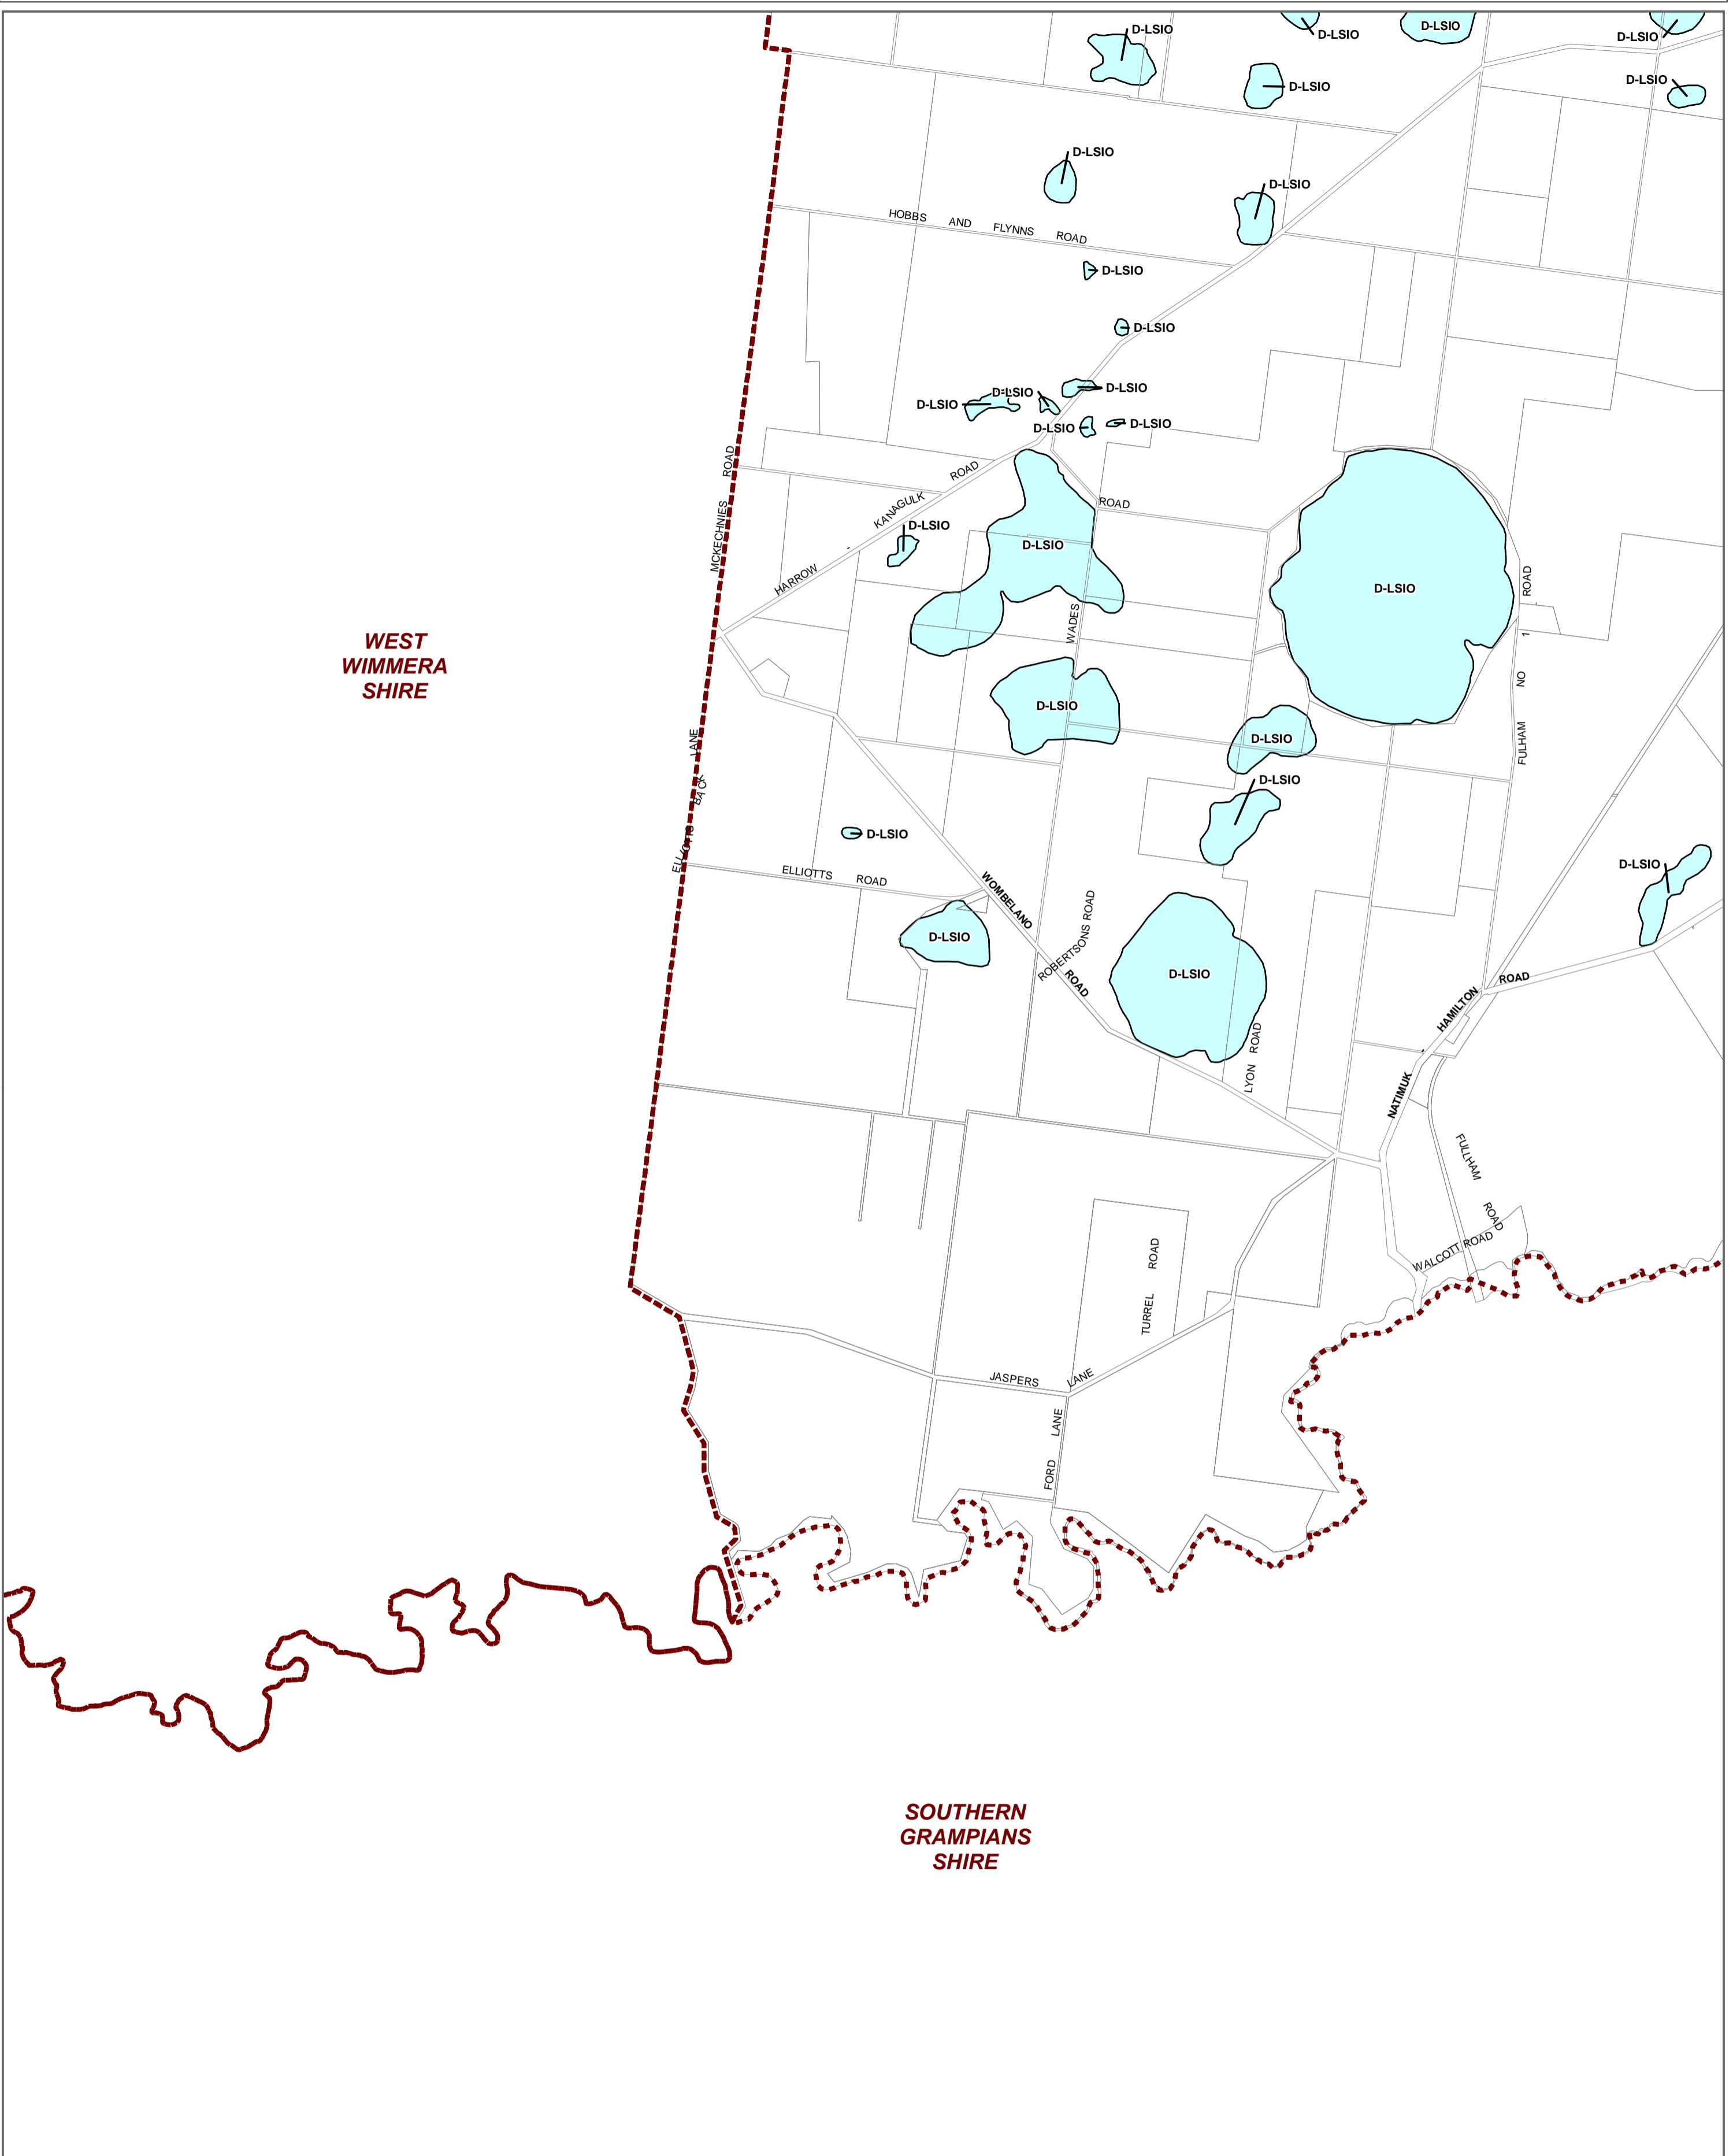 D-LSIO
D-LSIO
D-LSIO
D-LSIO
D-LSIO
D-LSIO
D-LSIO
D-LSIO
HOBBS AND FLYNNS ROAD
D-LSIO
D-LSIO
D-LSIO
D-LSIO
D-LSIO
D-LSIO
D-LSIO
MCKECHNIES ROAD
HARROW KANAGULK ROAD
ROAD
D-LSIO
D-LSIO
D-LSIO
FULHAM NO 1 ROAD
WADES
WEST
WIMMERA
SHIRE
D-LSIO
D-LSIO
D-LSIO
ELLIOTTS BACK LANE
D-LSIO
D-LSIO
ELLIOTTS ROAD
WOMBELANO ROAD
ROBERTSONS ROAD
D-LSIO
D-LSIO
LYON ROAD
NATIMUK HAMILTON ROAD
FULLHAM ROAD
WALCOTT ROAD
TURREL ROAD
JASPERS LANE
FORD LANE
SOUTHERN
GRAMPIANS
SHIRE